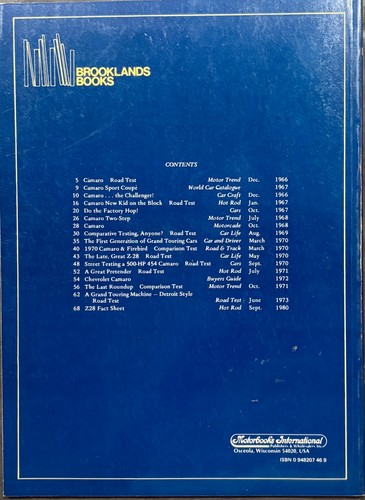 BROOKLANDS
BOOKS
CONTENTS
5 Camaro Road Test Motor Trend Dec. 1966
9 Camaro Sport Coupé World Car Catalogue 1967
10 Camaro . . . the Challenger! Car Craft Dec. 1966
16 Camaro New Kid on the Block Road Test Hot Rod Jan. 1967
20 Do the Factory Hop! Cars Oct. 1967
26 Camaro Two-Step Motor Trend July 1968
28 Camaro Motorcade Oct. 1968
30 Comparative Testing, Anyone? Road Test Car Life Aug. 1969
35 The First Generation of Grand Touring Cars Car and Driver March 1970
40 1970 Camaro & Firebird Comparison Test Road & Track March 1970
43 The Late, Great Z-28 Road Test Car Life May 1970
48 Street Testing a 500-HP 454 Camaro Road Test Cars Sept. 1970
52 A Great Pretender Road Test Hot Rod July 1971
54 Chevrolet Camaro Buyers Guide 1972
56 The Last Roundup Comparison Test Motor Trend Oct. 1971
62 A Grand Touring Machine — Detroit Style
Road Test Road Test June 1973
68 Z28 Fact Sheet Hot Rod Sept. 1980
Motorbooks International
Publishers & Wholesalers Inc.
Osceola, Wisconsin 54020, USA
ISBN 0 948207 46 9